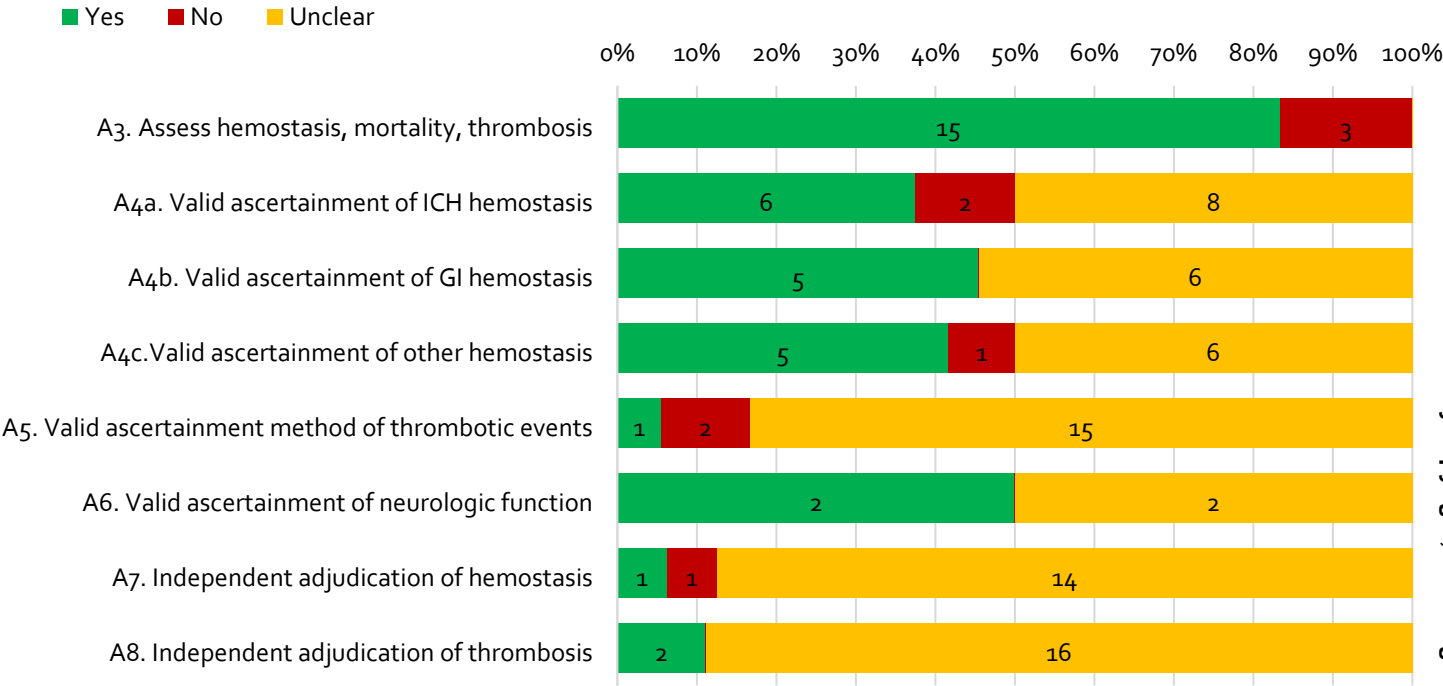 Yes No Unclear
0% 10% 20% 30% 40% 50% 60% 70% 80% 90% 100%
A3. Assess hemostasis, mortality, thrombosis 15 3
A4a. Valid ascertainment of ICH hemostasis 6 2 8
A4b. Valid ascertainment of GI hemostasis 5 6
A4c.Valid ascertainment of other hemostasis 5 1 6
A5. Valid ascertainment method of thrombotic events 1 2 15
A6. Valid ascertainment of neurologic function 2 2
A7. Independent adjudication of hemostasis 1 1 14
A8. Independent adjudication of thrombosis 2 16